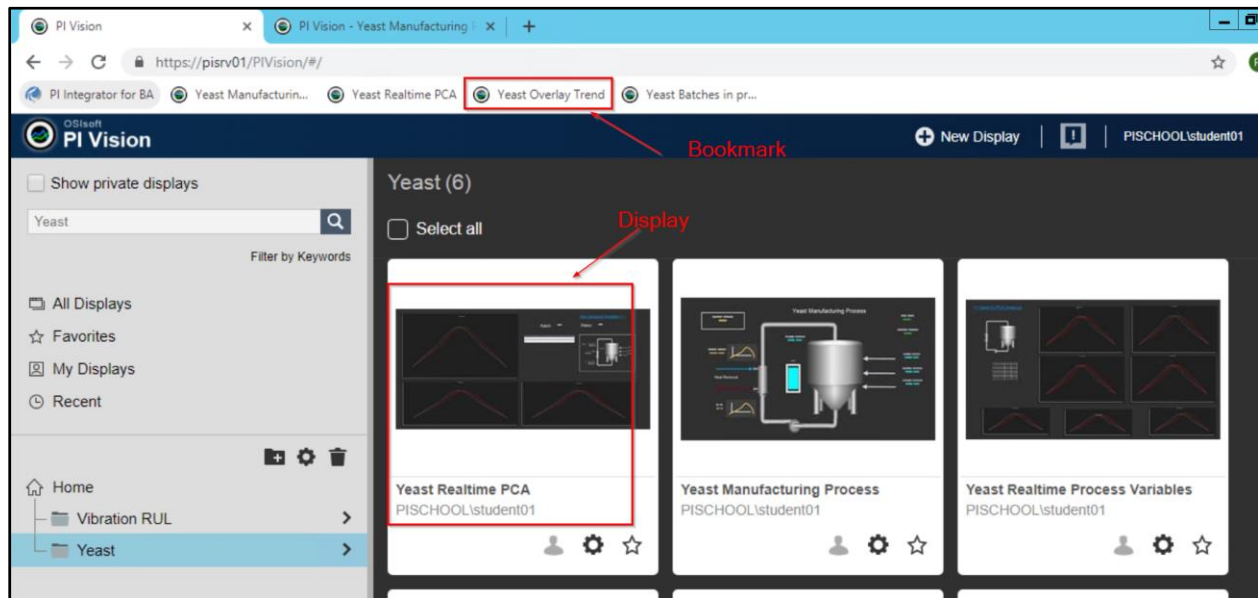 PI Vision
PI Vision - Yeast Manufacturing
https://pisrv01/PIVision/#/
PI Integrator for BA
Yeast Manufacturin...
Yeast Realtime PCA
Yeast Overlay Trend
Yeast Batches in pr...
OSIsoft
PI Vision
New Display
PISCHOOL\student01
Bookmark
Show private displays
Yeast
Filter by Keywords
All Displays
Favorites
My Displays
Recent
Home
Vibration RUL
Yeast
Yeast (6)
Select all
Display
Yeast Manufacturing Process
Yeast Realtime PCA
PISCHOOL\student01
Yeast Manufacturing Process
PISCHOOL\student01
Yeast Realtime Process Variables
PISCHOOL\student01